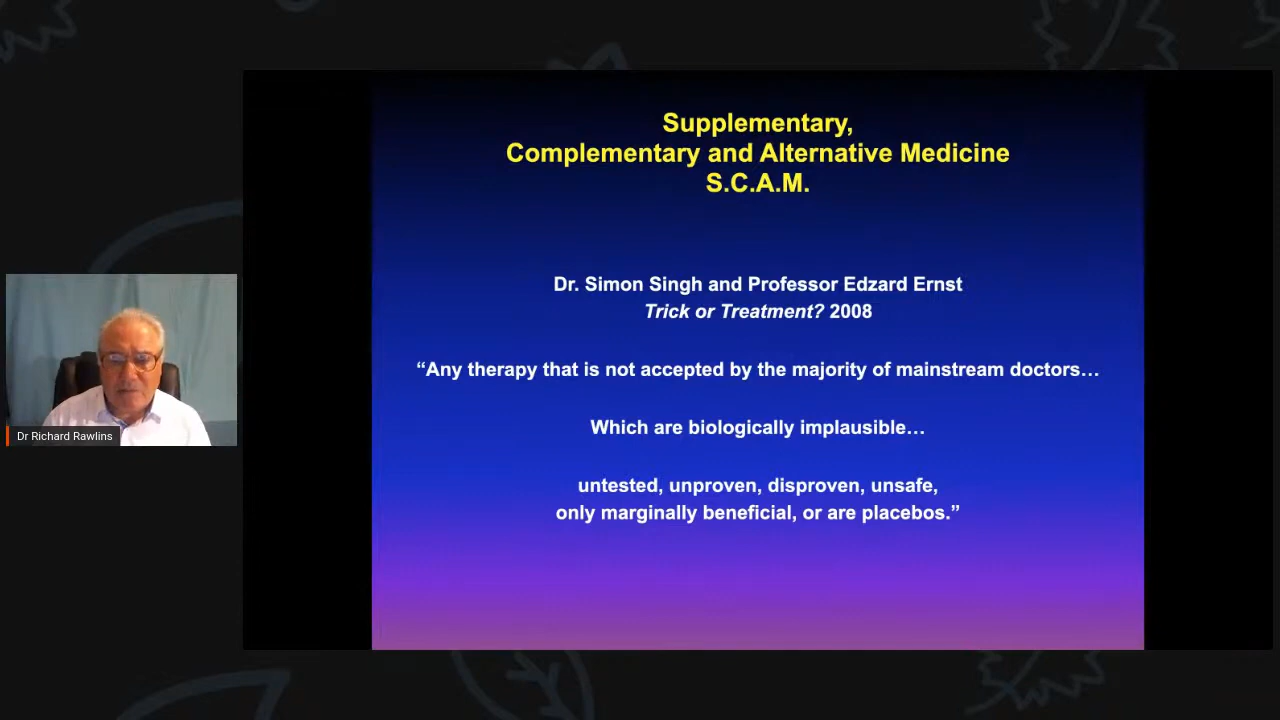 Supplementary,
Complementary and Alternative Medicine
S.C.A.M.
Dr. Simon Singh and Professor Edzard Ernst
Trick or Treatment? 2008
“Any therapy that is not accepted by the majority of mainstream doctors…
Which are biologically implausible…
untested, unproven, disproven, unsafe,
only marginally beneficial, or are placebos.”
Dr Richard Rawlins